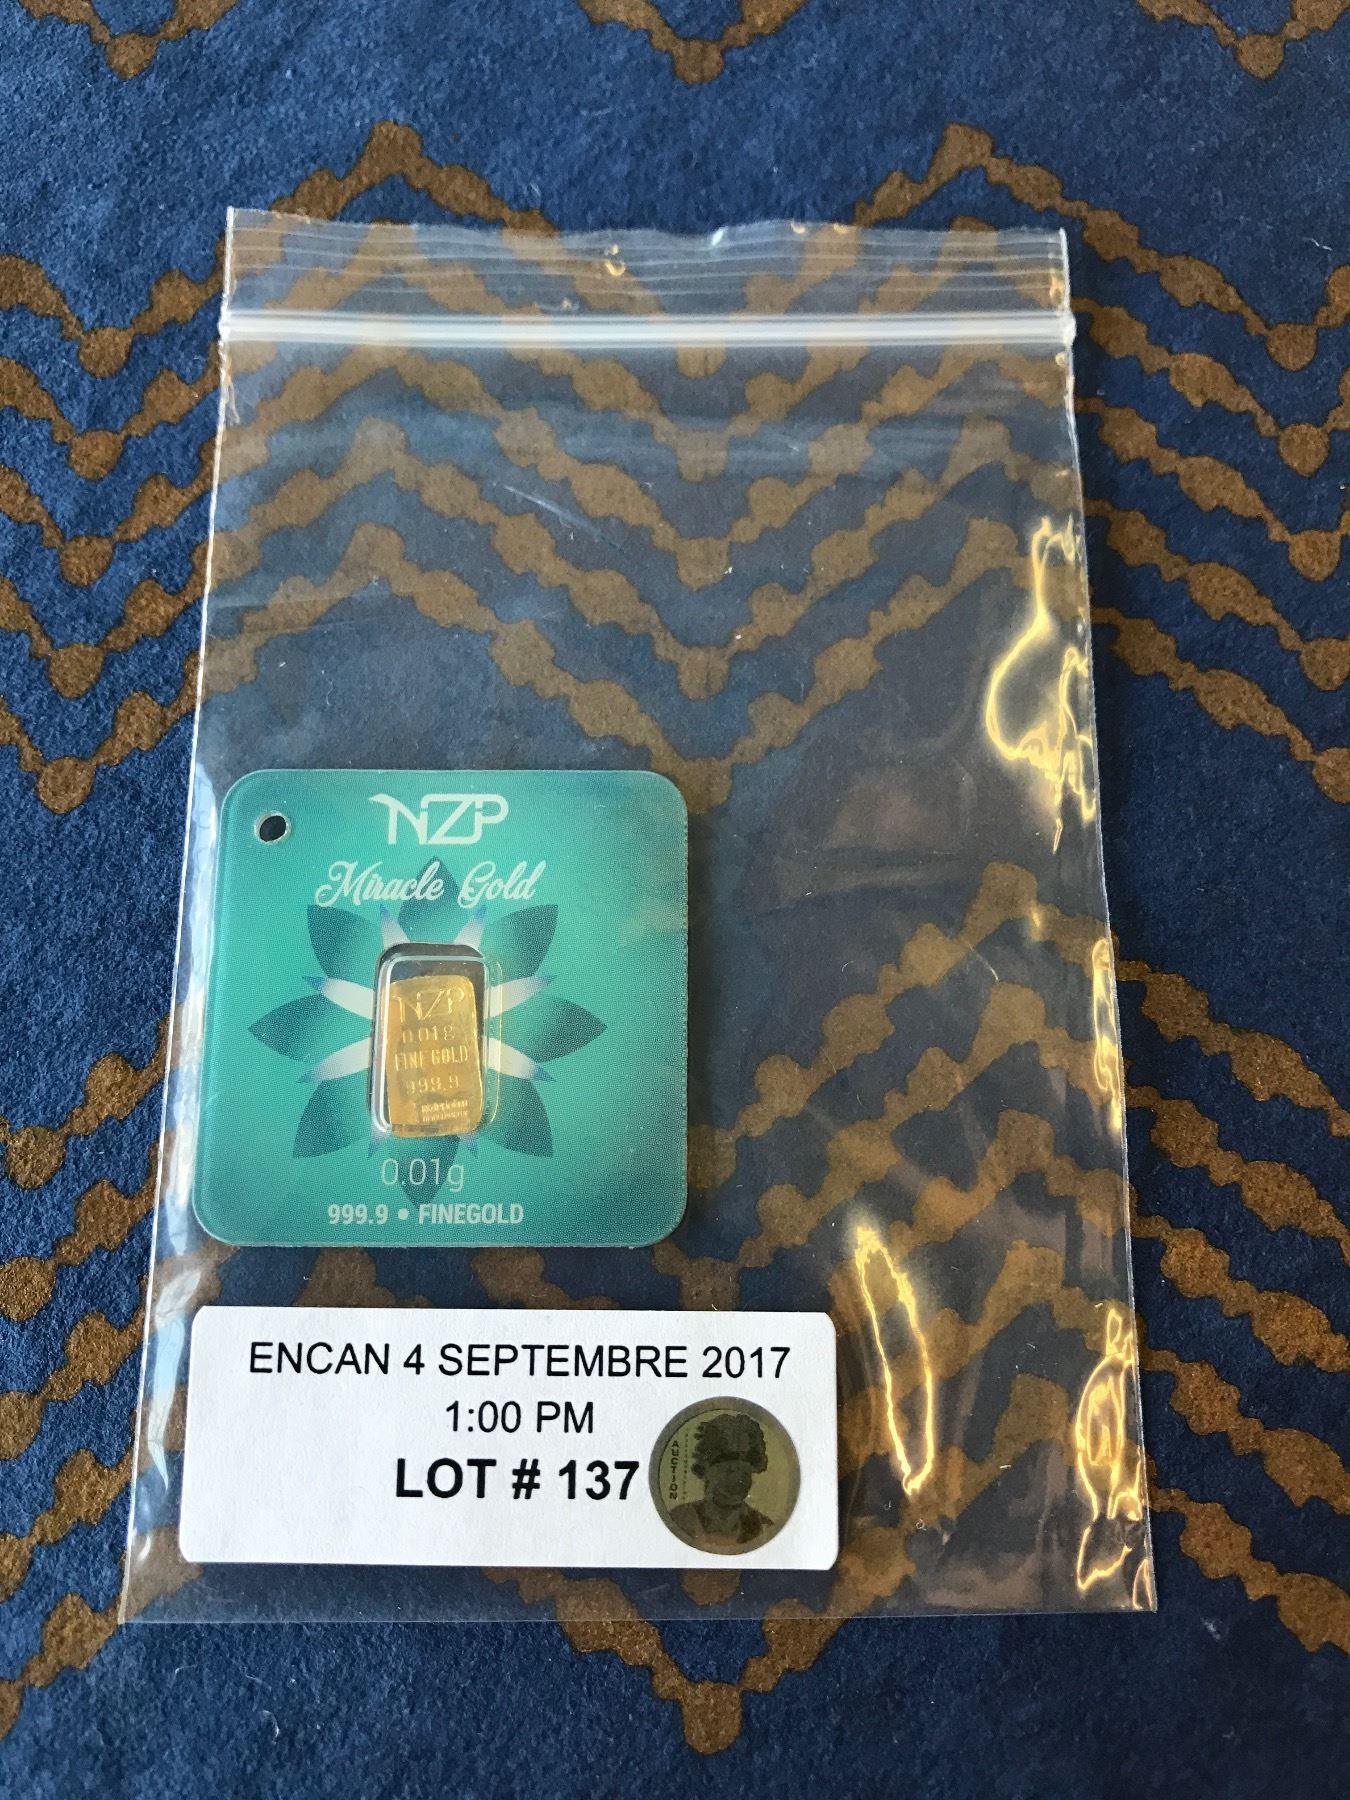 NZP
Miracle Gold
NZP
0.01g
FINE GOLD
999.9
0.01g
999.9 • FINEGOLD
ENCAN 4 SEPTEMBRE 2017
1:00 PM
LOT # 137
AUCTION